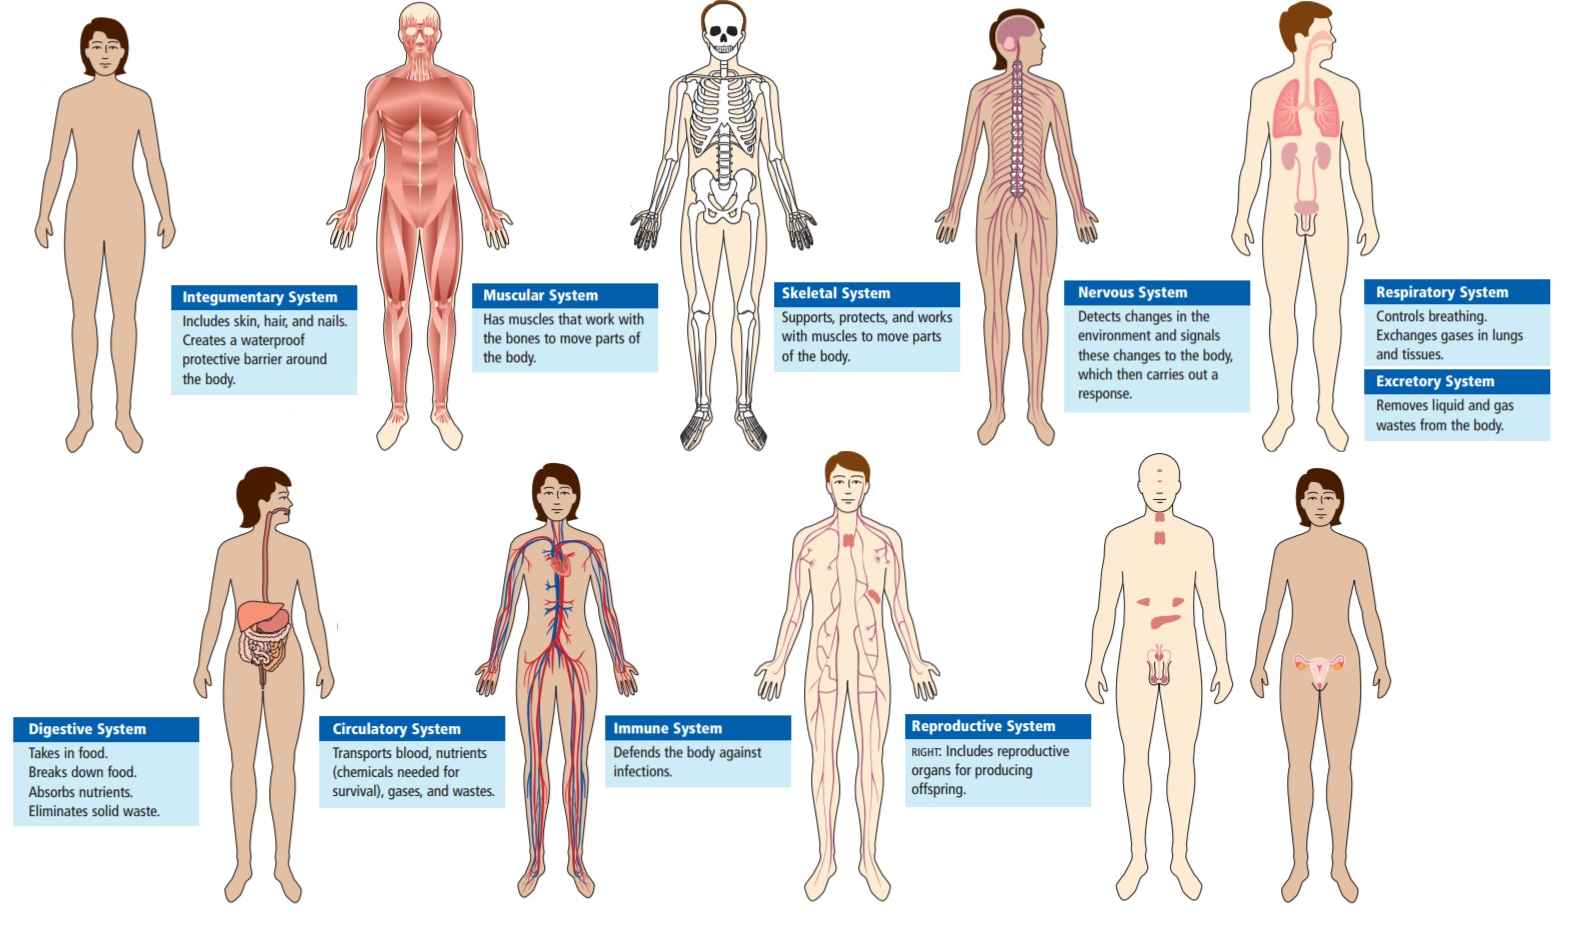 Integumentary System
Includes skin, hair, and nails.
Creates a waterproof
protective barrier around
the body.
Muscular System
Has muscles that work with
the bones to move parts of
the body.
Skeletal System
Supports, protects, and works
with muscles to move parts
of the body.
Nervous System
Detects changes in the
environment and signals
these changes to the body,
which then carries out a
response.
Respiratory System
Controls breathing.
Exchanges gases in lungs
and tissues.
Excretory System
Removes liquid and gas
wastes from the body.
Digestive System
Takes in food.
Breaks down food.
Absorbs nutrients.
Eliminates solid waste.
Circulatory System
Transports blood, nutrients
(chemicals needed for
survival), gases, and wastes.
Immune System
Defends the body against
infections.
Reproductive System
RIGHT: Includes reproductive
organs for producing
offspring.